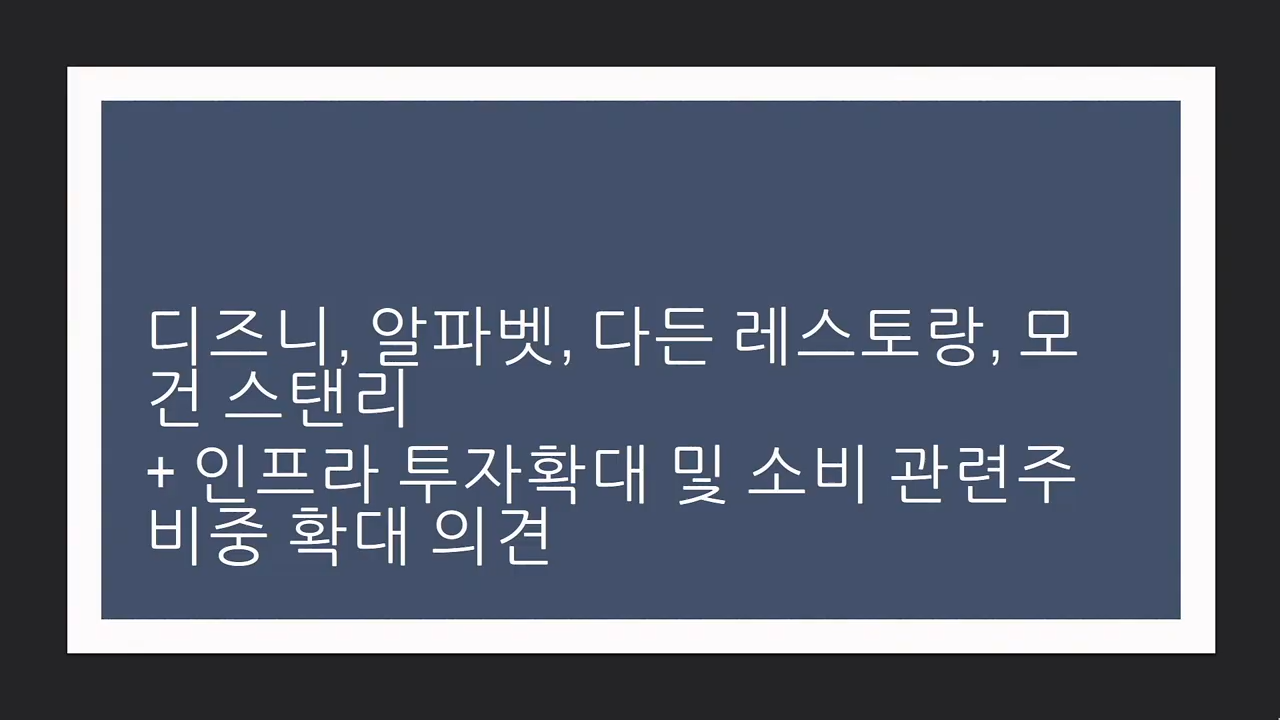 디즈니, 알파벳, 다든 레스토랑, 모
건 스탠리
+ 인프라 투자확대 및 소비 관련주
비중 확대 의견